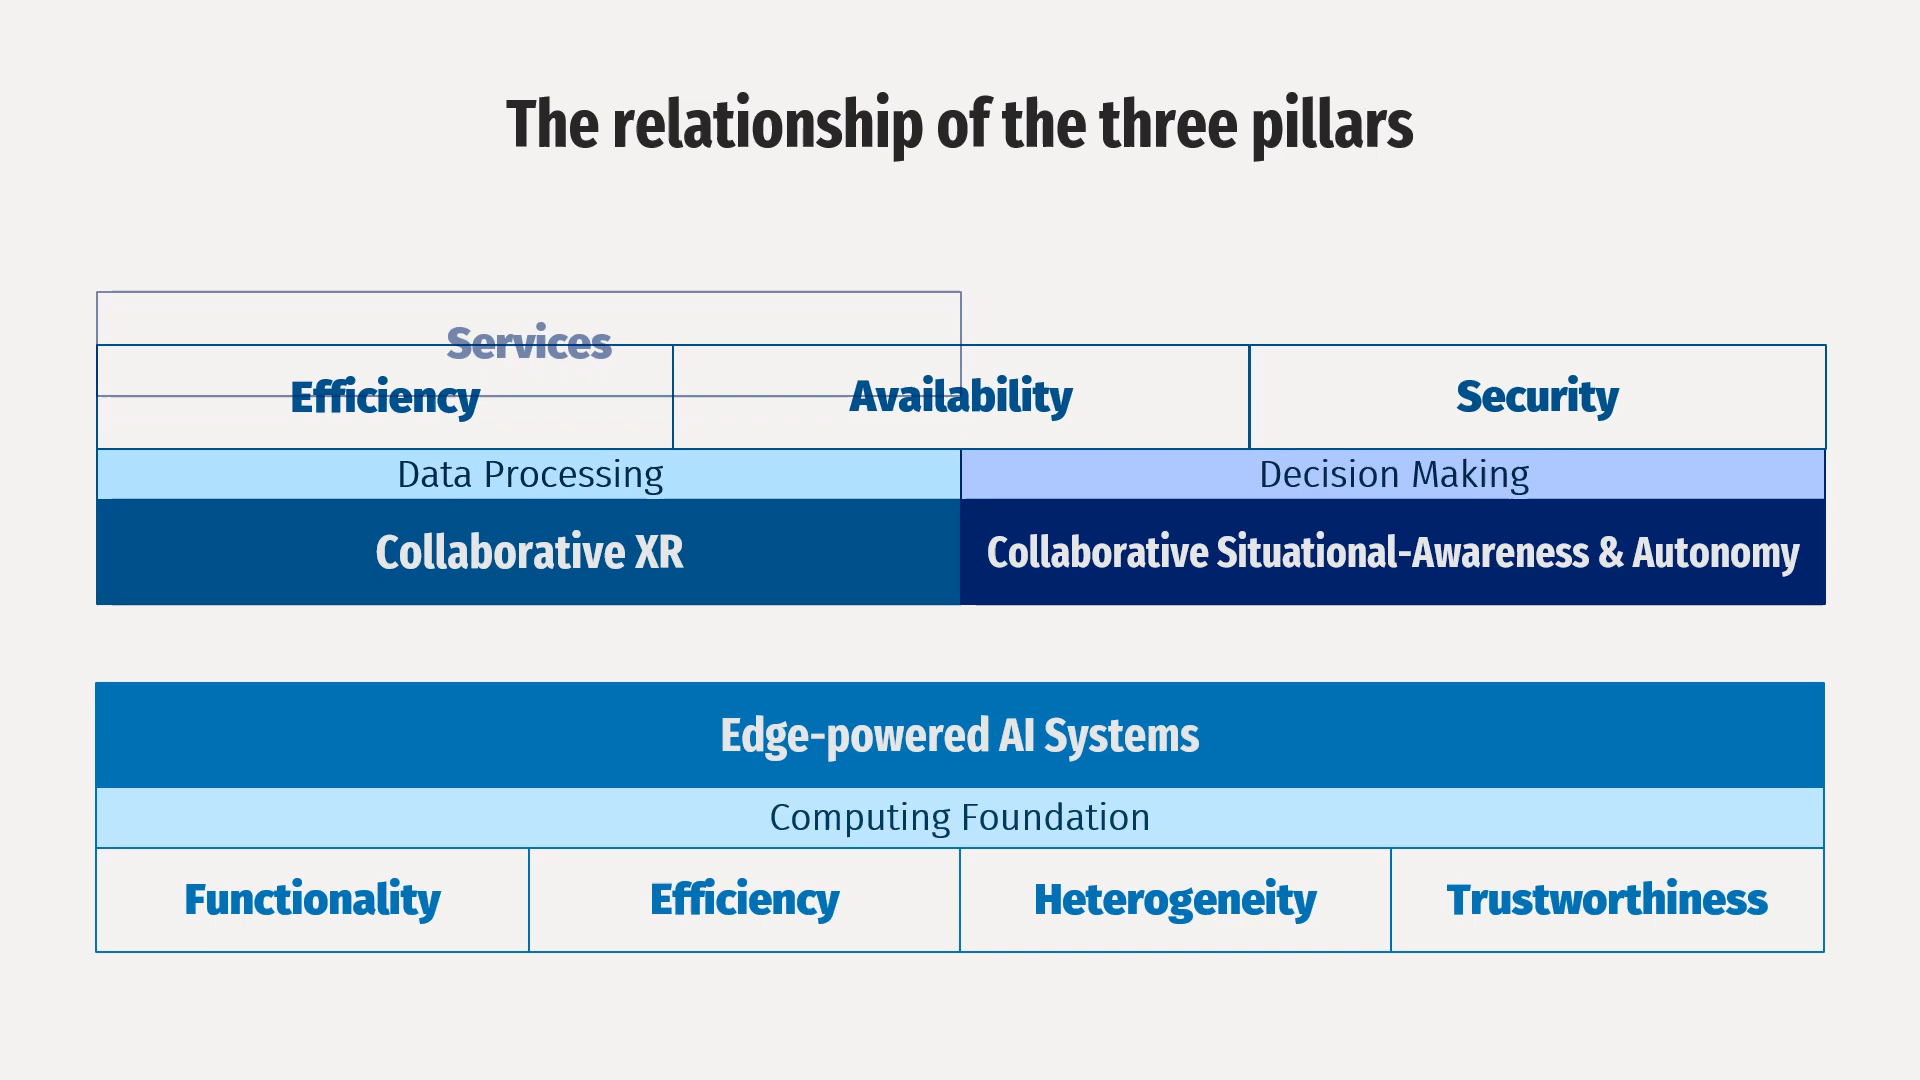 The relationship of the three pillars
Services
Efficiency
Availability
Security
Data Processing
Decision Making
Collaborative XR
Collaborative Situational-Awareness & Autonomy
Edge-powered AI Systems
Computing Foundation
Functionality
Efficiency
Heterogeneity
Trustworthiness